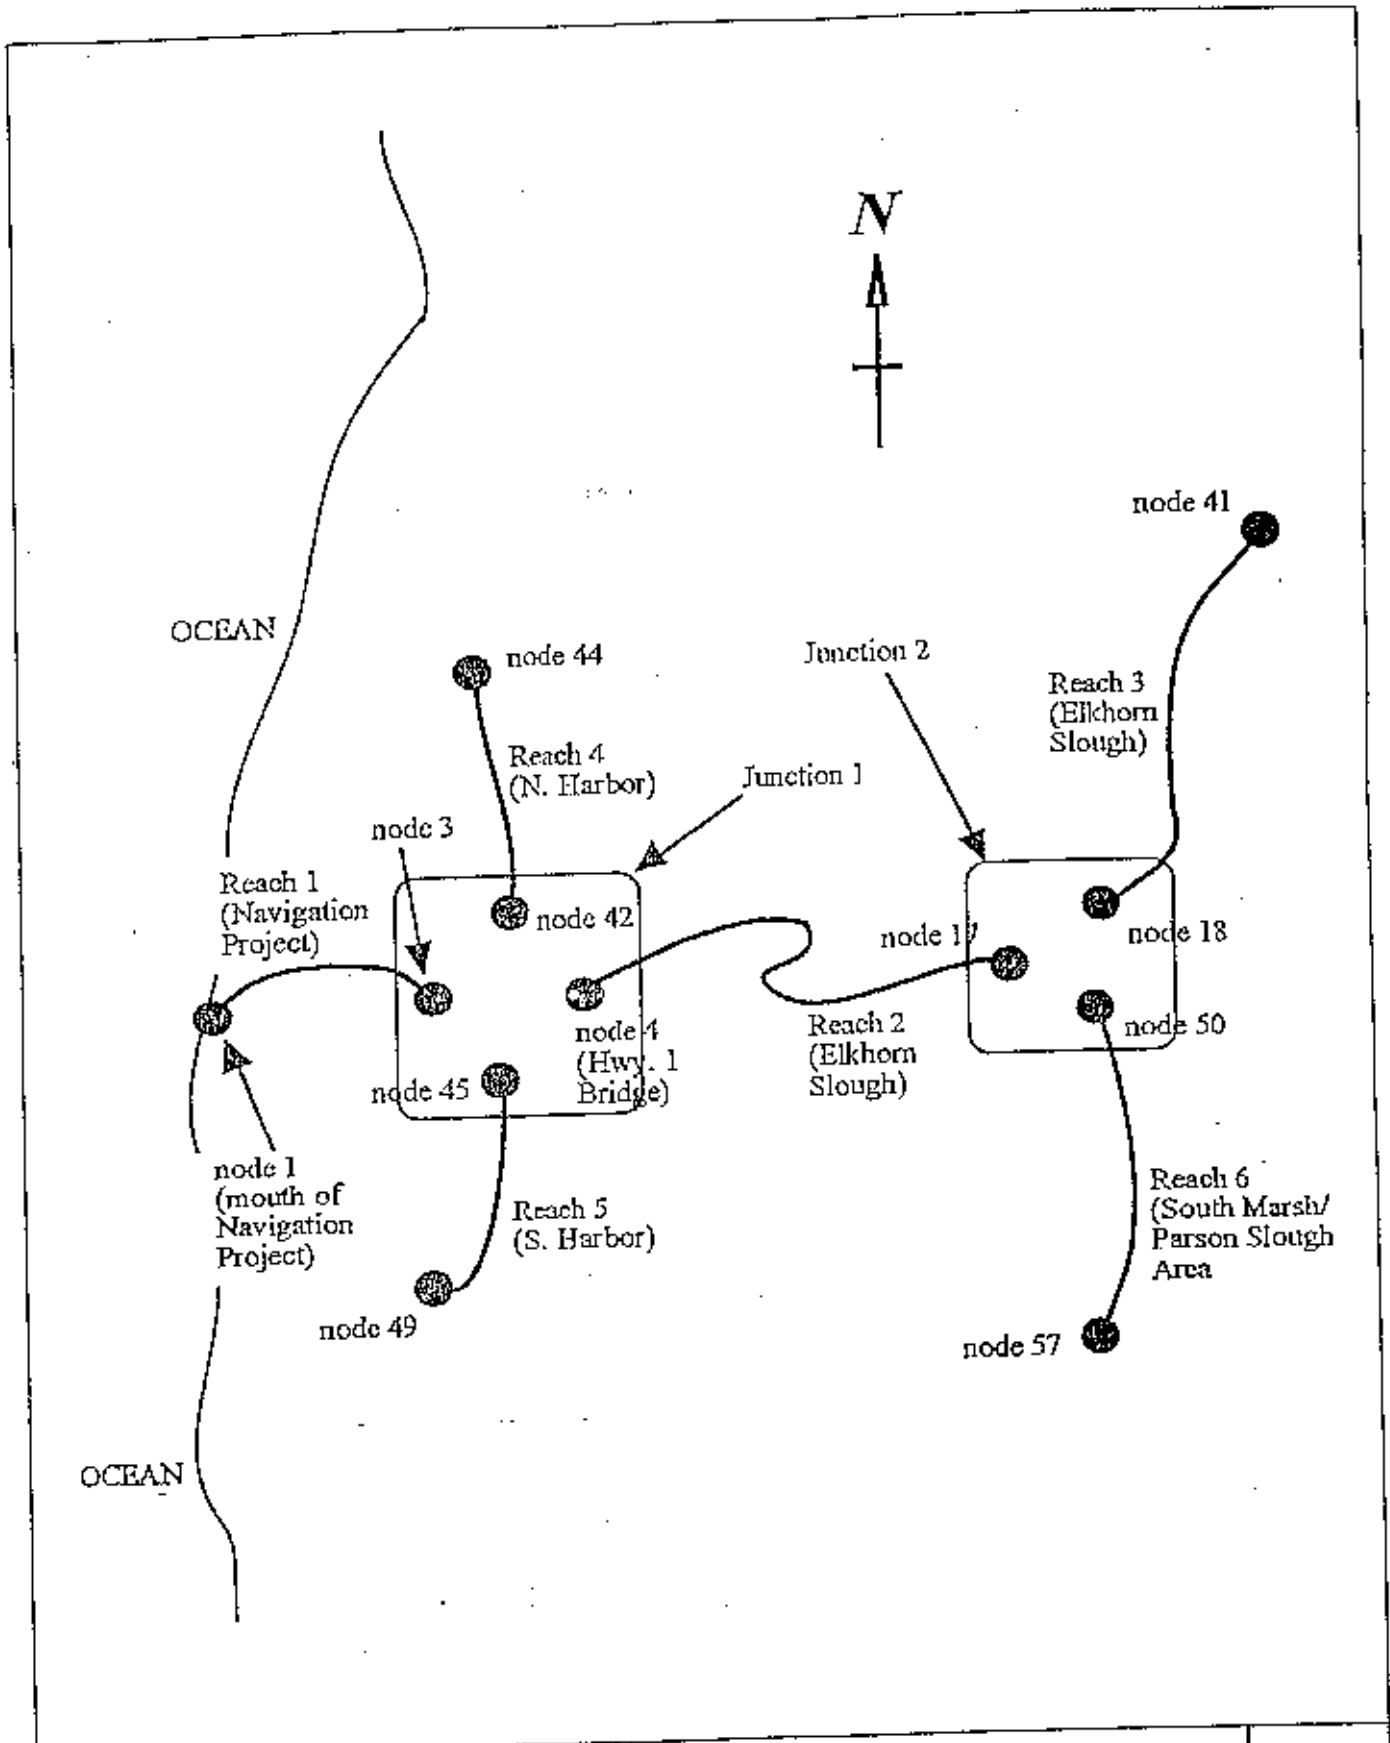 N
node 41
OCEAN
node 44
Junction 2
Reach 3
(Elkhorn
Slough)
Reach 4
(N. Harbor)
Junction 1
node 3
Reach 1
(Navigation
Project)
node 42
node 17
node 18
node 4
(Hwy. 1
Bridge)
Reach 2
(Elkhorn
Slough)
node 50
node 45
node 1
(mouth of
Navigation
Project)
Reach 5
(S. Harbor)
Reach 6
(South Marsh/
Parson Slough
Area
node 49
node 57
OCEAN